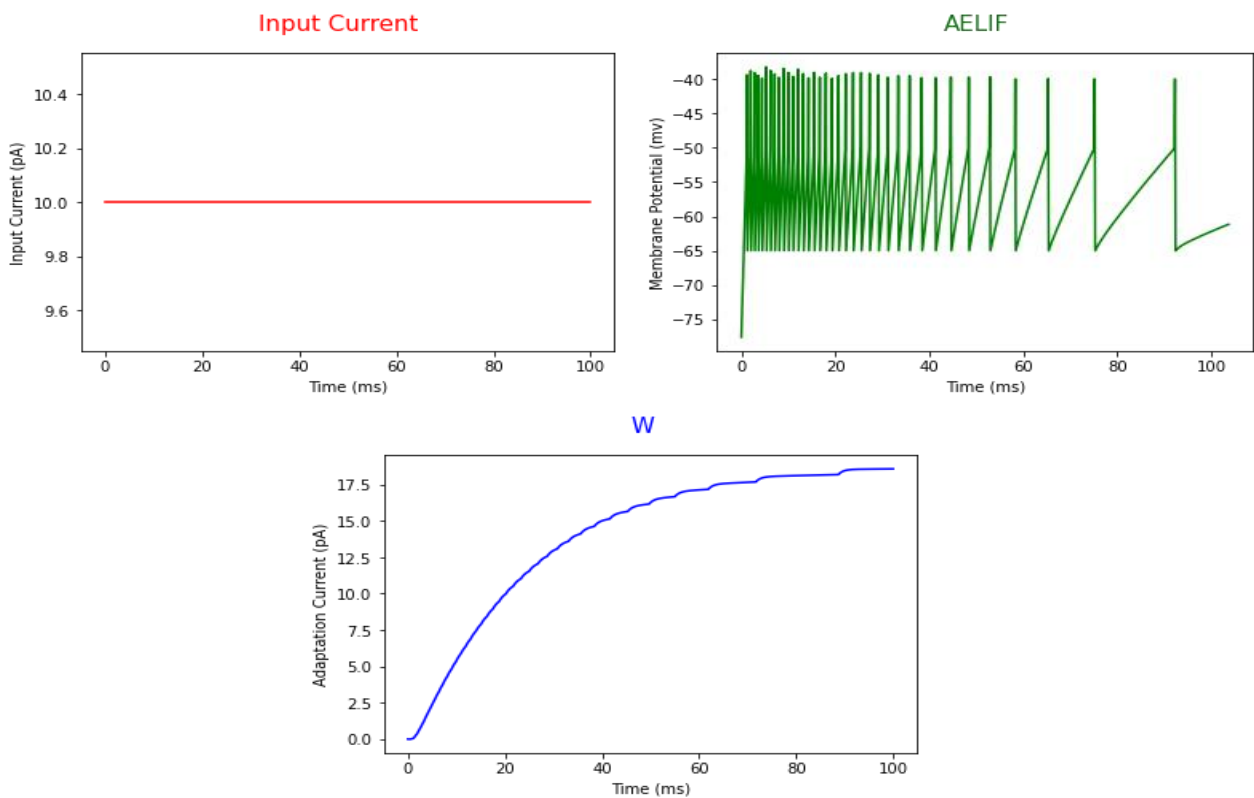 Input Current
Input Current (pA)
10.4
10.2
10.0
9.8
9.6
0 20 40 60 80 100
Time (ms)
AELIF
Membrane Potential (mv)
−40
−45
−50
−55
−60
−65
−70
−75
0 20 40 60 80 100
Time (ms)
W
Adaptation Current (pA)
17.5
15.0
12.5
10.0
7.5
5.0
2.5
0.0
0 20 40 60 80 100
Time (ms)